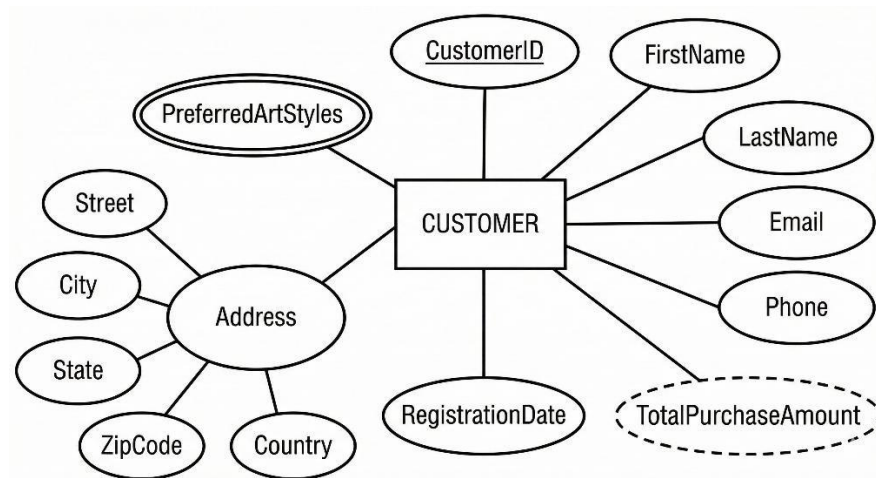 CustomerID
FirstName
PreferredArtStyles
LastName
Street
CUSTOMER
Email
City
Address
Phone
State
RegistrationDate
TotalPurchaseAmount
ZipCode
Country